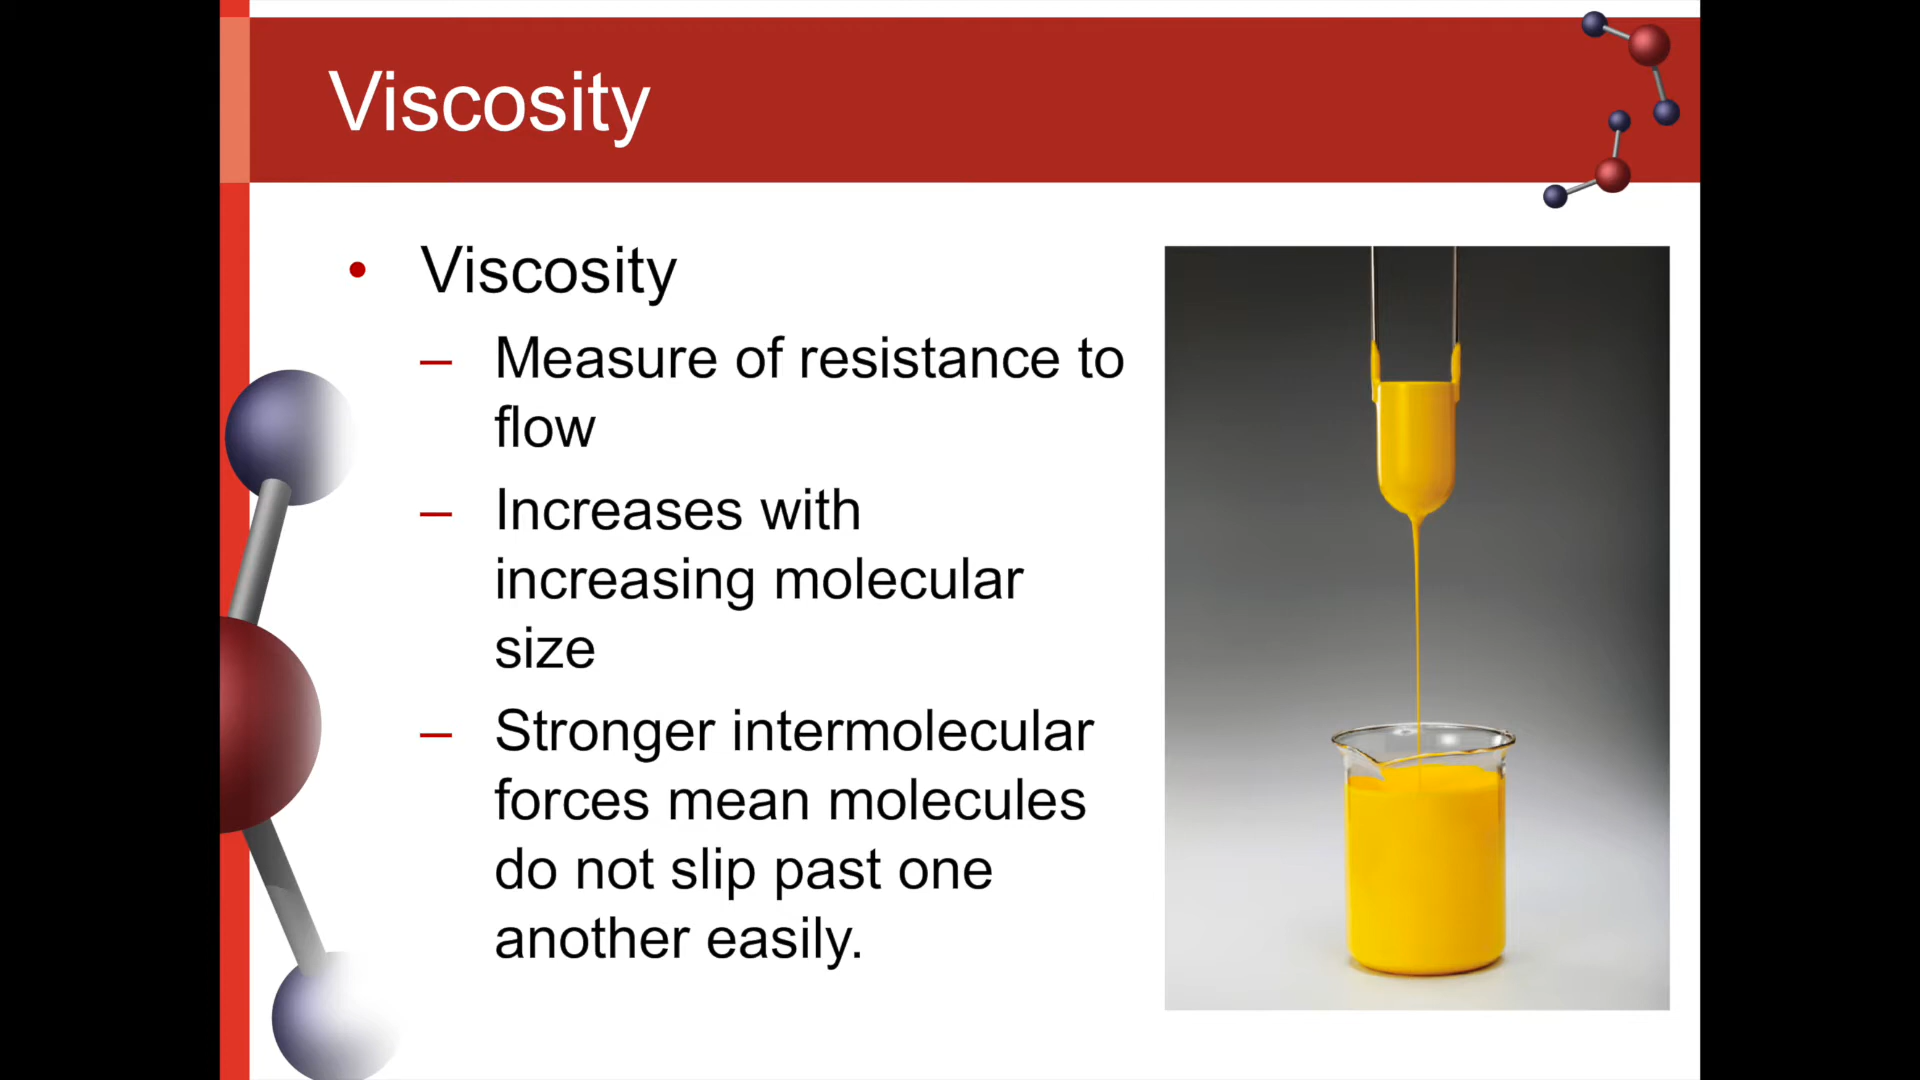 Viscosity
• Viscosity
– Measure of resistance to
flow
– Increases with
increasing molecular
size
– Stronger intermolecular
forces mean molecules
do not slip past one
another easily.